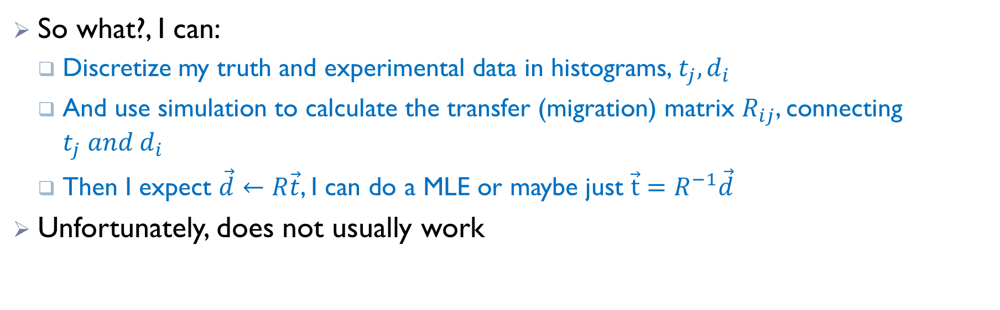 So what?, I can:
Discretize my truth and experimental data in histograms, $t_j, d_i$
And use simulation to calculate the transfer (migration) matrix $R_{ij}$, connecting
$t_j$ and $d_i$
Then I expect $\vec{d} \leftarrow R\vec{t}$, I can do a MLE or maybe just $\vec{t} = R^{-1}\vec{d}$
Unfortunately, does not usually work